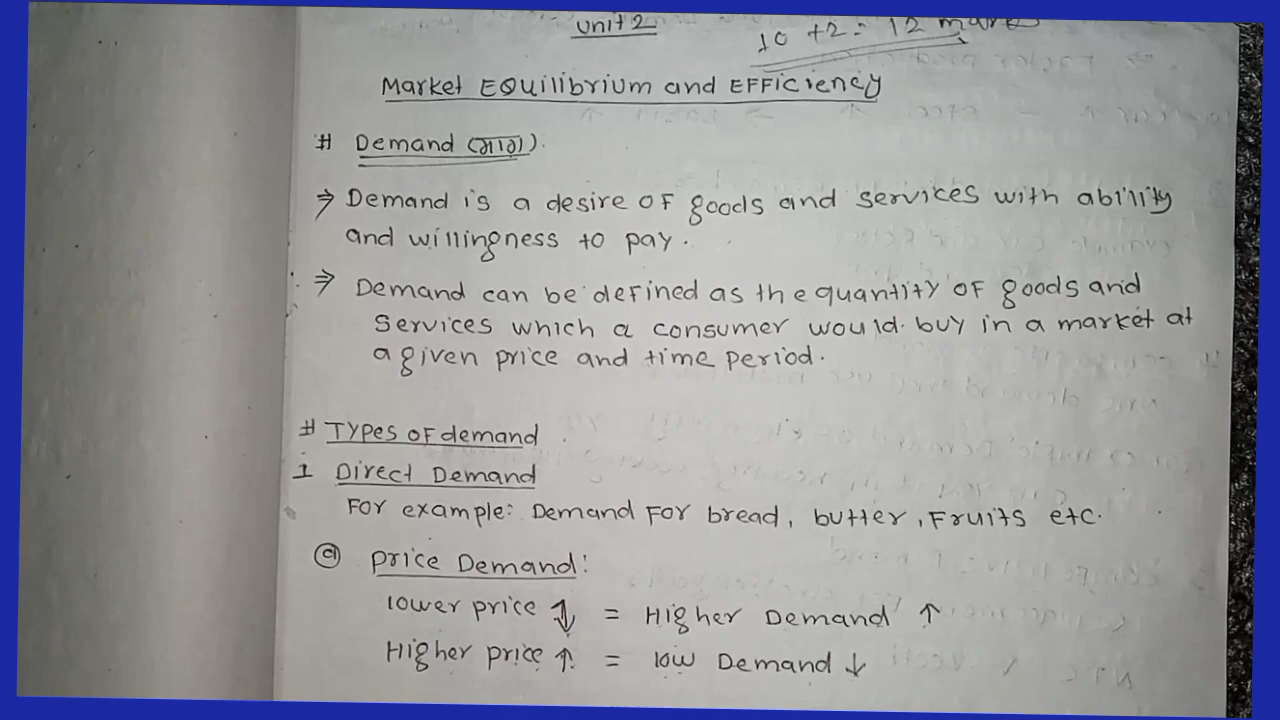 Unit 2
10 + 2 = 12 mark
Market Equilibrium and Efficiency
# Demand (माग).
⇒ Demand is a desire of goods and services with ability
and willingness to pay.
⇒ Demand can be defined as the quantity of goods and
services which a consumer would buy in a market at
a given price and time period.
# Types of demand
1 Direct Demand
For example: Demand for bread, butter, Fruits etc.
ⓐ Price Demand:
lower price ↓ = Higher Demand ↑
Higher price ↑ = low Demand ↓